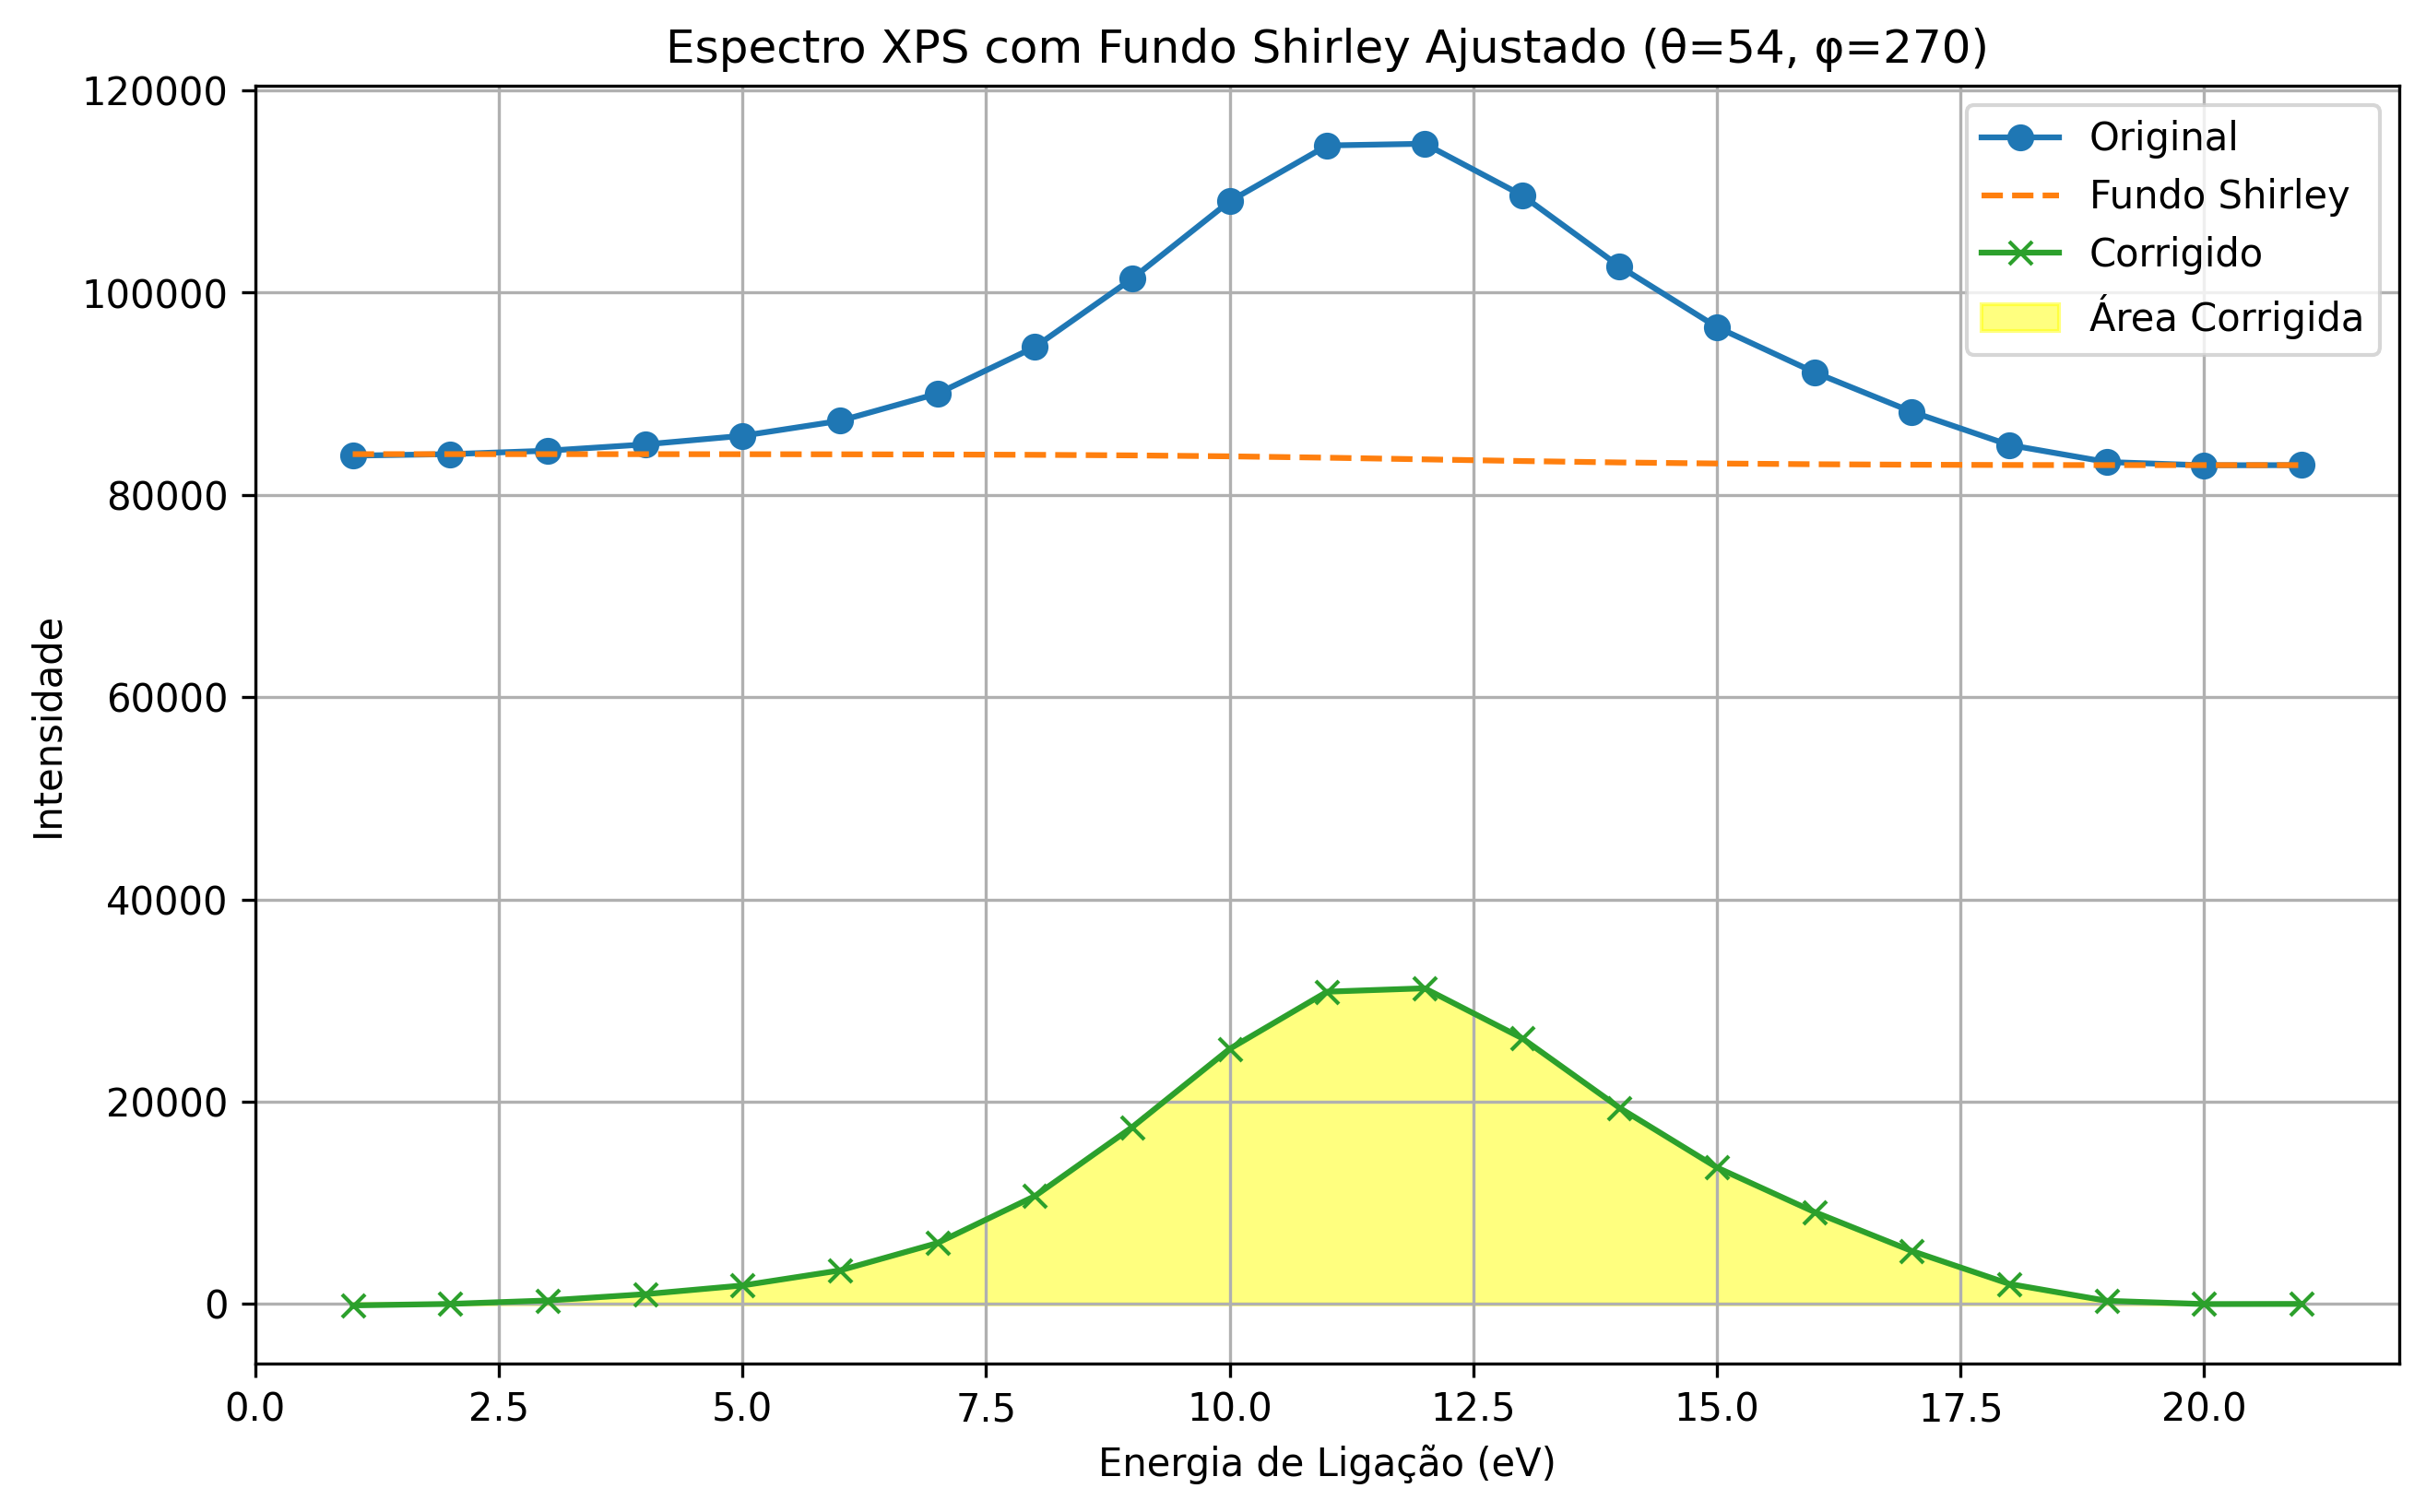 Espectro XPS com Fundo Shirley Ajustado (θ=54, φ=270)
120000
100000
80000
60000
40000
20000
0
Intensidade
Original
Fundo Shirley
Corrigido
Área Corrigida
0.0 2.5 5.0 7.5 10.0 12.5 15.0 17.5 20.0
Energia de Ligação (eV)